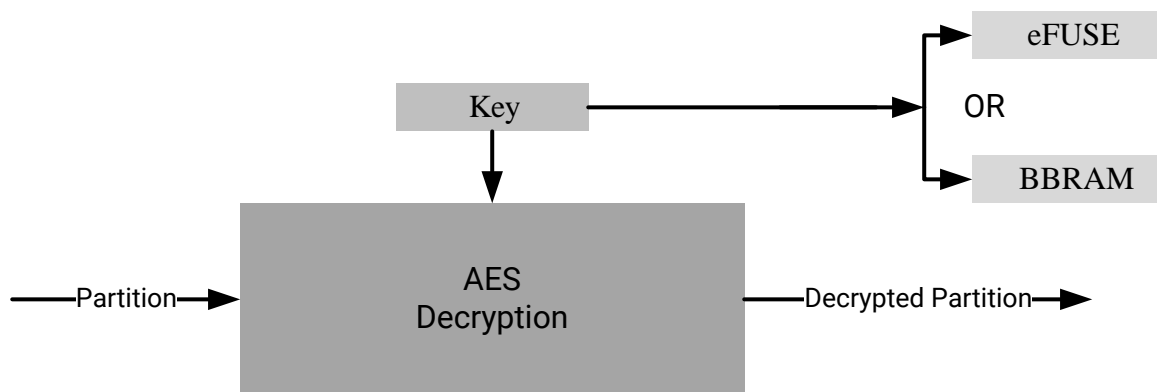 eFUSE
Key
OR
BBRAM
AES
Decryption
Partition
Decrypted Partition